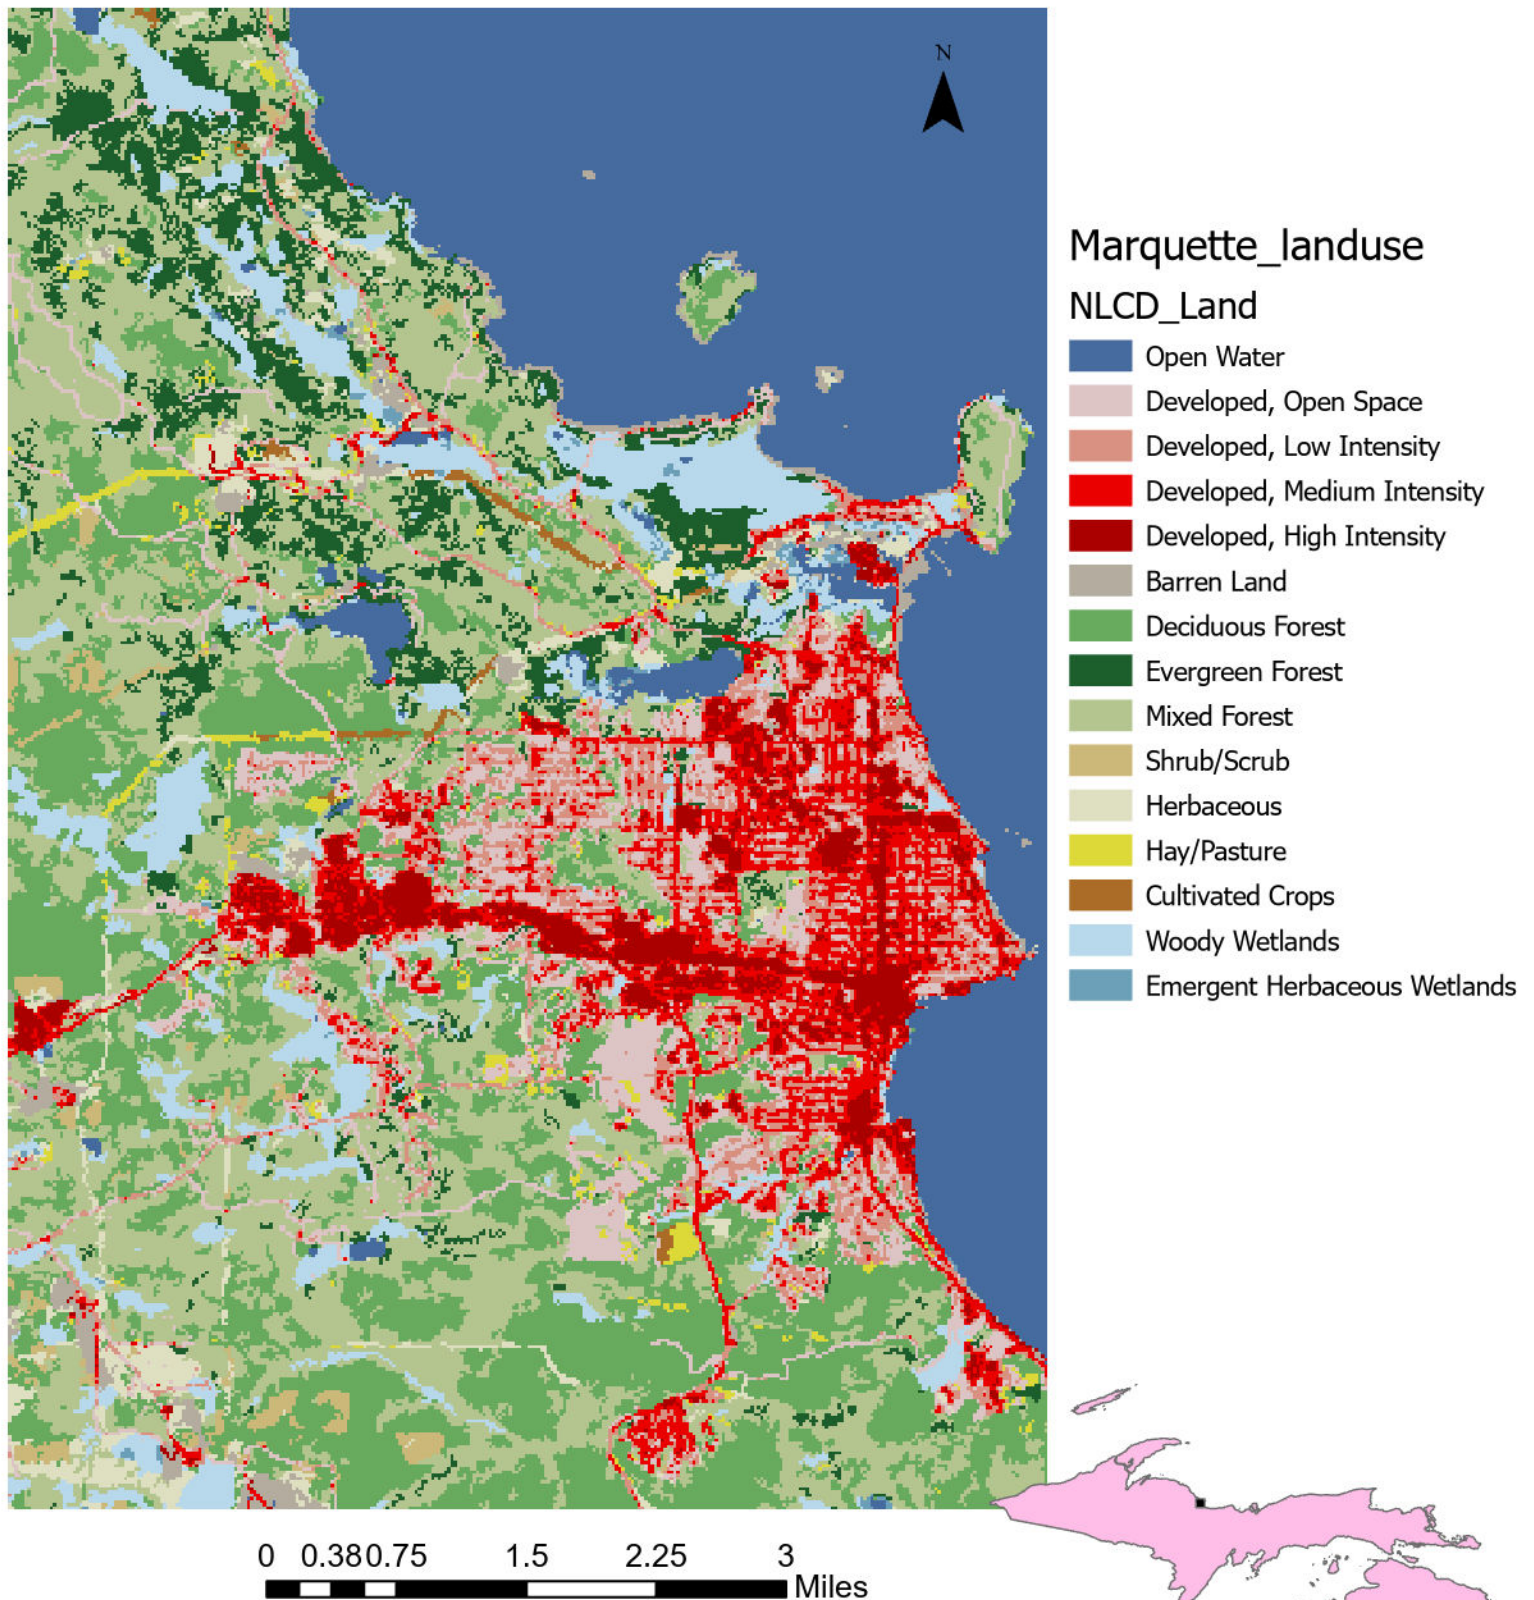 N
Marquette_landuse
NLCD_Land
Open Water
Developed, Open Space
Developed, Low Intensity
Developed, Medium Intensity
Developed, High Intensity
Barren Land
Deciduous Forest
Evergreen Forest
Mixed Forest
Shrub/Scrub
Herbaceous
Hay/Pasture
Cultivated Crops
Woody Wetlands
Emergent Herbaceous Wetlands
0 0.380.75 1.5 2.25 3
Miles